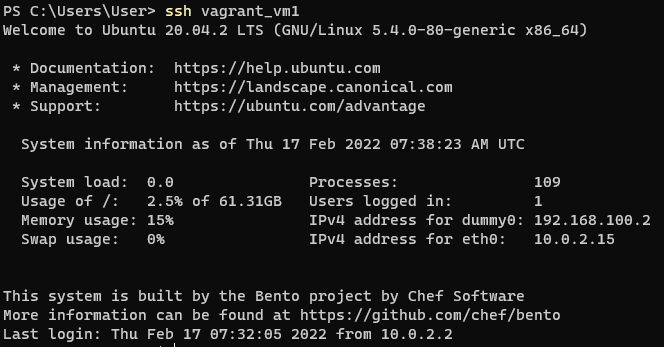 PS C:\Users\User> ssh vagrant_vm1
Welcome to Ubuntu 20.04.2 LTS (GNU/Linux 5.4.0-80-generic x86_64)
* Documentation:  https://help.ubuntu.com
* Management:     https://landscape.canonical.com
* Support:        https://ubuntu.com/advantage
System information as of Thu 17 Feb 2022 07:38:23 AM UTC
System load:  0.0                Processes:               109
Usage of /:   2.5% of 61.31GB   Users logged in:         1
Memory usage: 15%               IPv4 address for dummy0: 192.168.100.2
Swap usage:   0%                IPv4 address for eth0:   10.0.2.15
This system is built by the Bento project by Chef Software
More information can be found at https://github.com/chef/bento
Last login: Thu Feb 17 07:32:05 2022 from 10.0.2.2